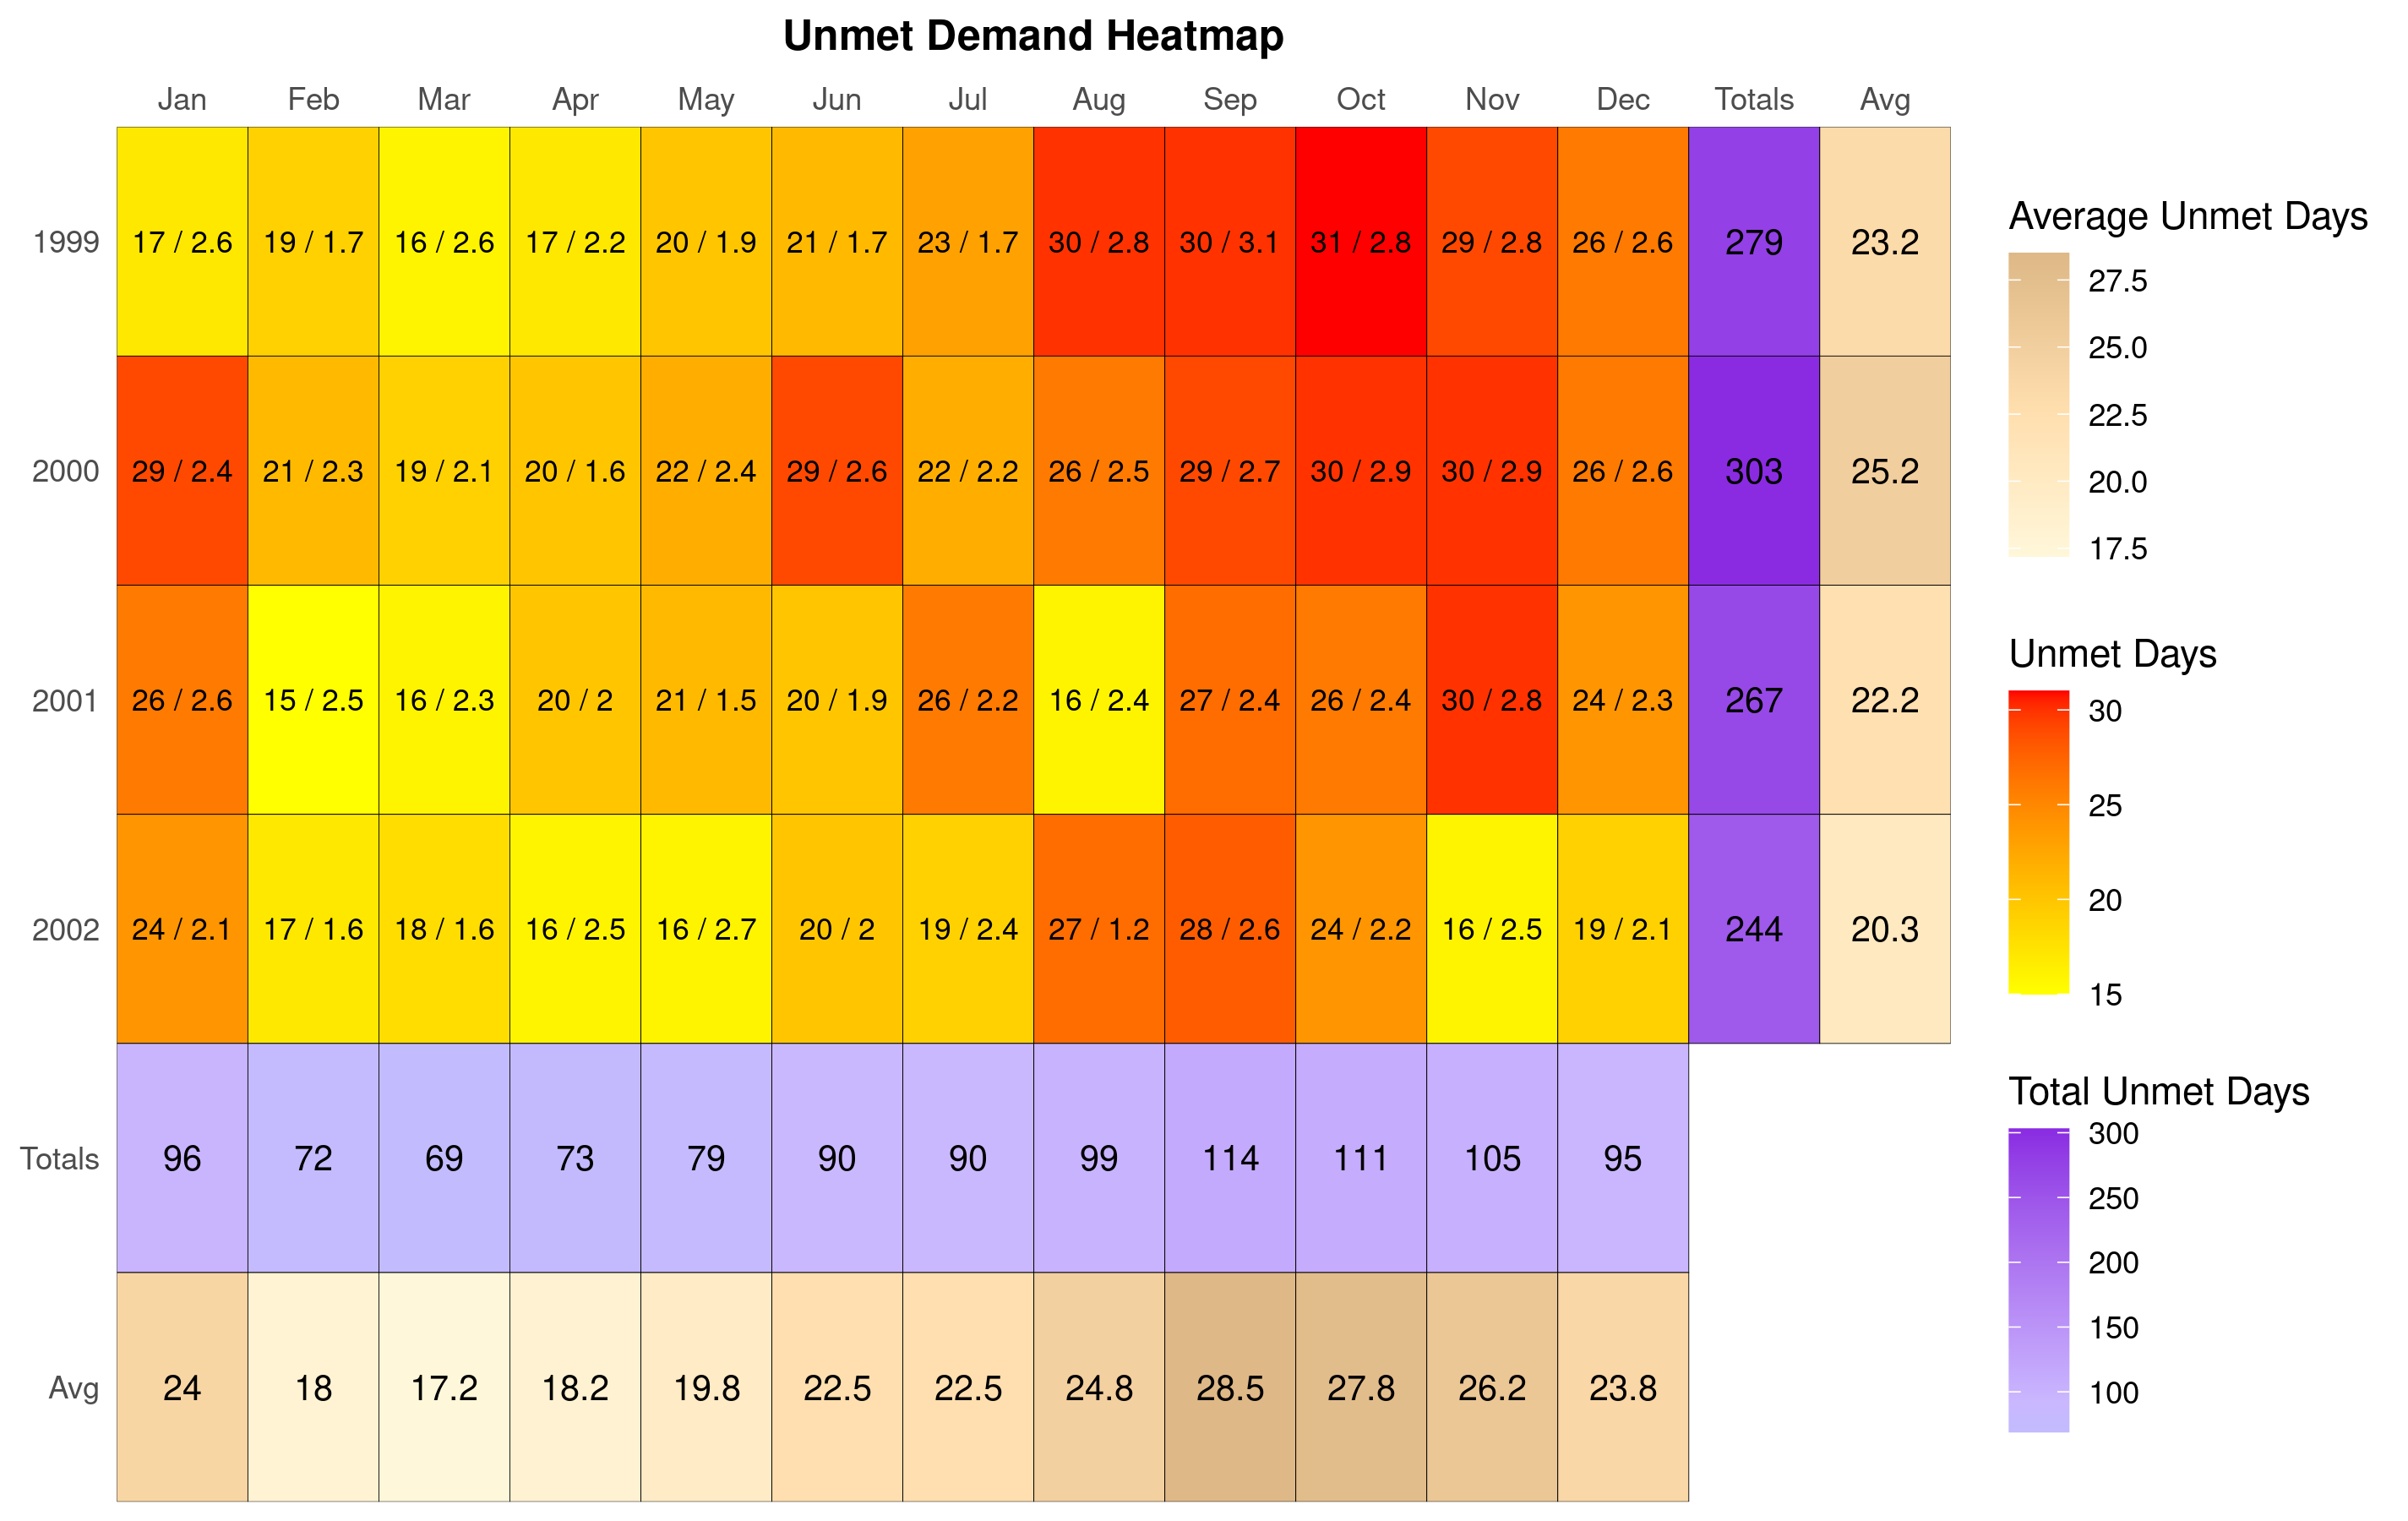 Unmet Demand Heatmap
Jan Feb Mar Apr May Jun Jul Aug Sep Oct Nov Dec Totals Avg
1999 17 / 2.6 19 / 1.7 16 / 2.6 17 / 2.2 20 / 1.9 21 / 1.7 23 / 1.7 30 / 2.8 30 / 3.1 31 / 2.8 29 / 2.8 26 / 2.6 279 23.2
2000 29 / 2.4 21 / 2.3 19 / 2.1 20 / 1.6 22 / 2.4 29 / 2.6 22 / 2.2 26 / 2.5 29 / 2.7 30 / 2.9 30 / 2.9 26 / 2.6 303 25.2
2001 26 / 2.6 15 / 2.5 16 / 2.3 20 / 2 21 / 1.5 20 / 1.9 26 / 2.2 16 / 2.4 27 / 2.4 26 / 2.4 30 / 2.8 24 / 2.3 267 22.2
2002 24 / 2.1 17 / 1.6 18 / 1.6 16 / 2.5 16 / 2.7 20 / 2 19 / 2.4 27 / 1.2 28 / 2.6 24 / 2.2 16 / 2.5 19 / 2.1 244 20.3
Totals 96 72 69 73 79 90 90 99 114 111 105 95
Avg 24 18 17.2 18.2 19.8 22.5 22.5 24.8 28.5 27.8 26.2 23.8
Average Unmet Days
27.5
25.0
22.5
20.0
17.5
Unmet Days
30
25
20
15
Total Unmet Days
300
250
200
150
100